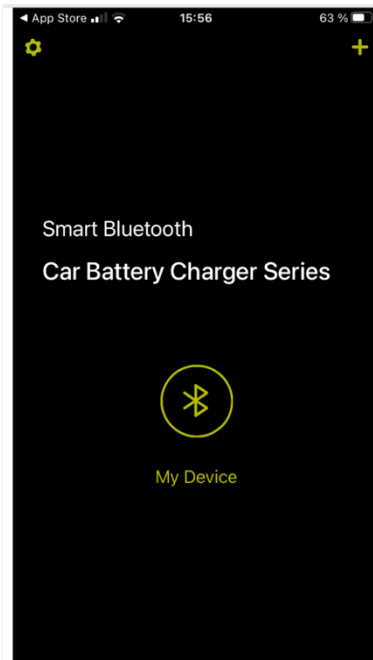 ◀ App Store 15:56 63 %
Smart Bluetooth
Car Battery Charger Series
My Device